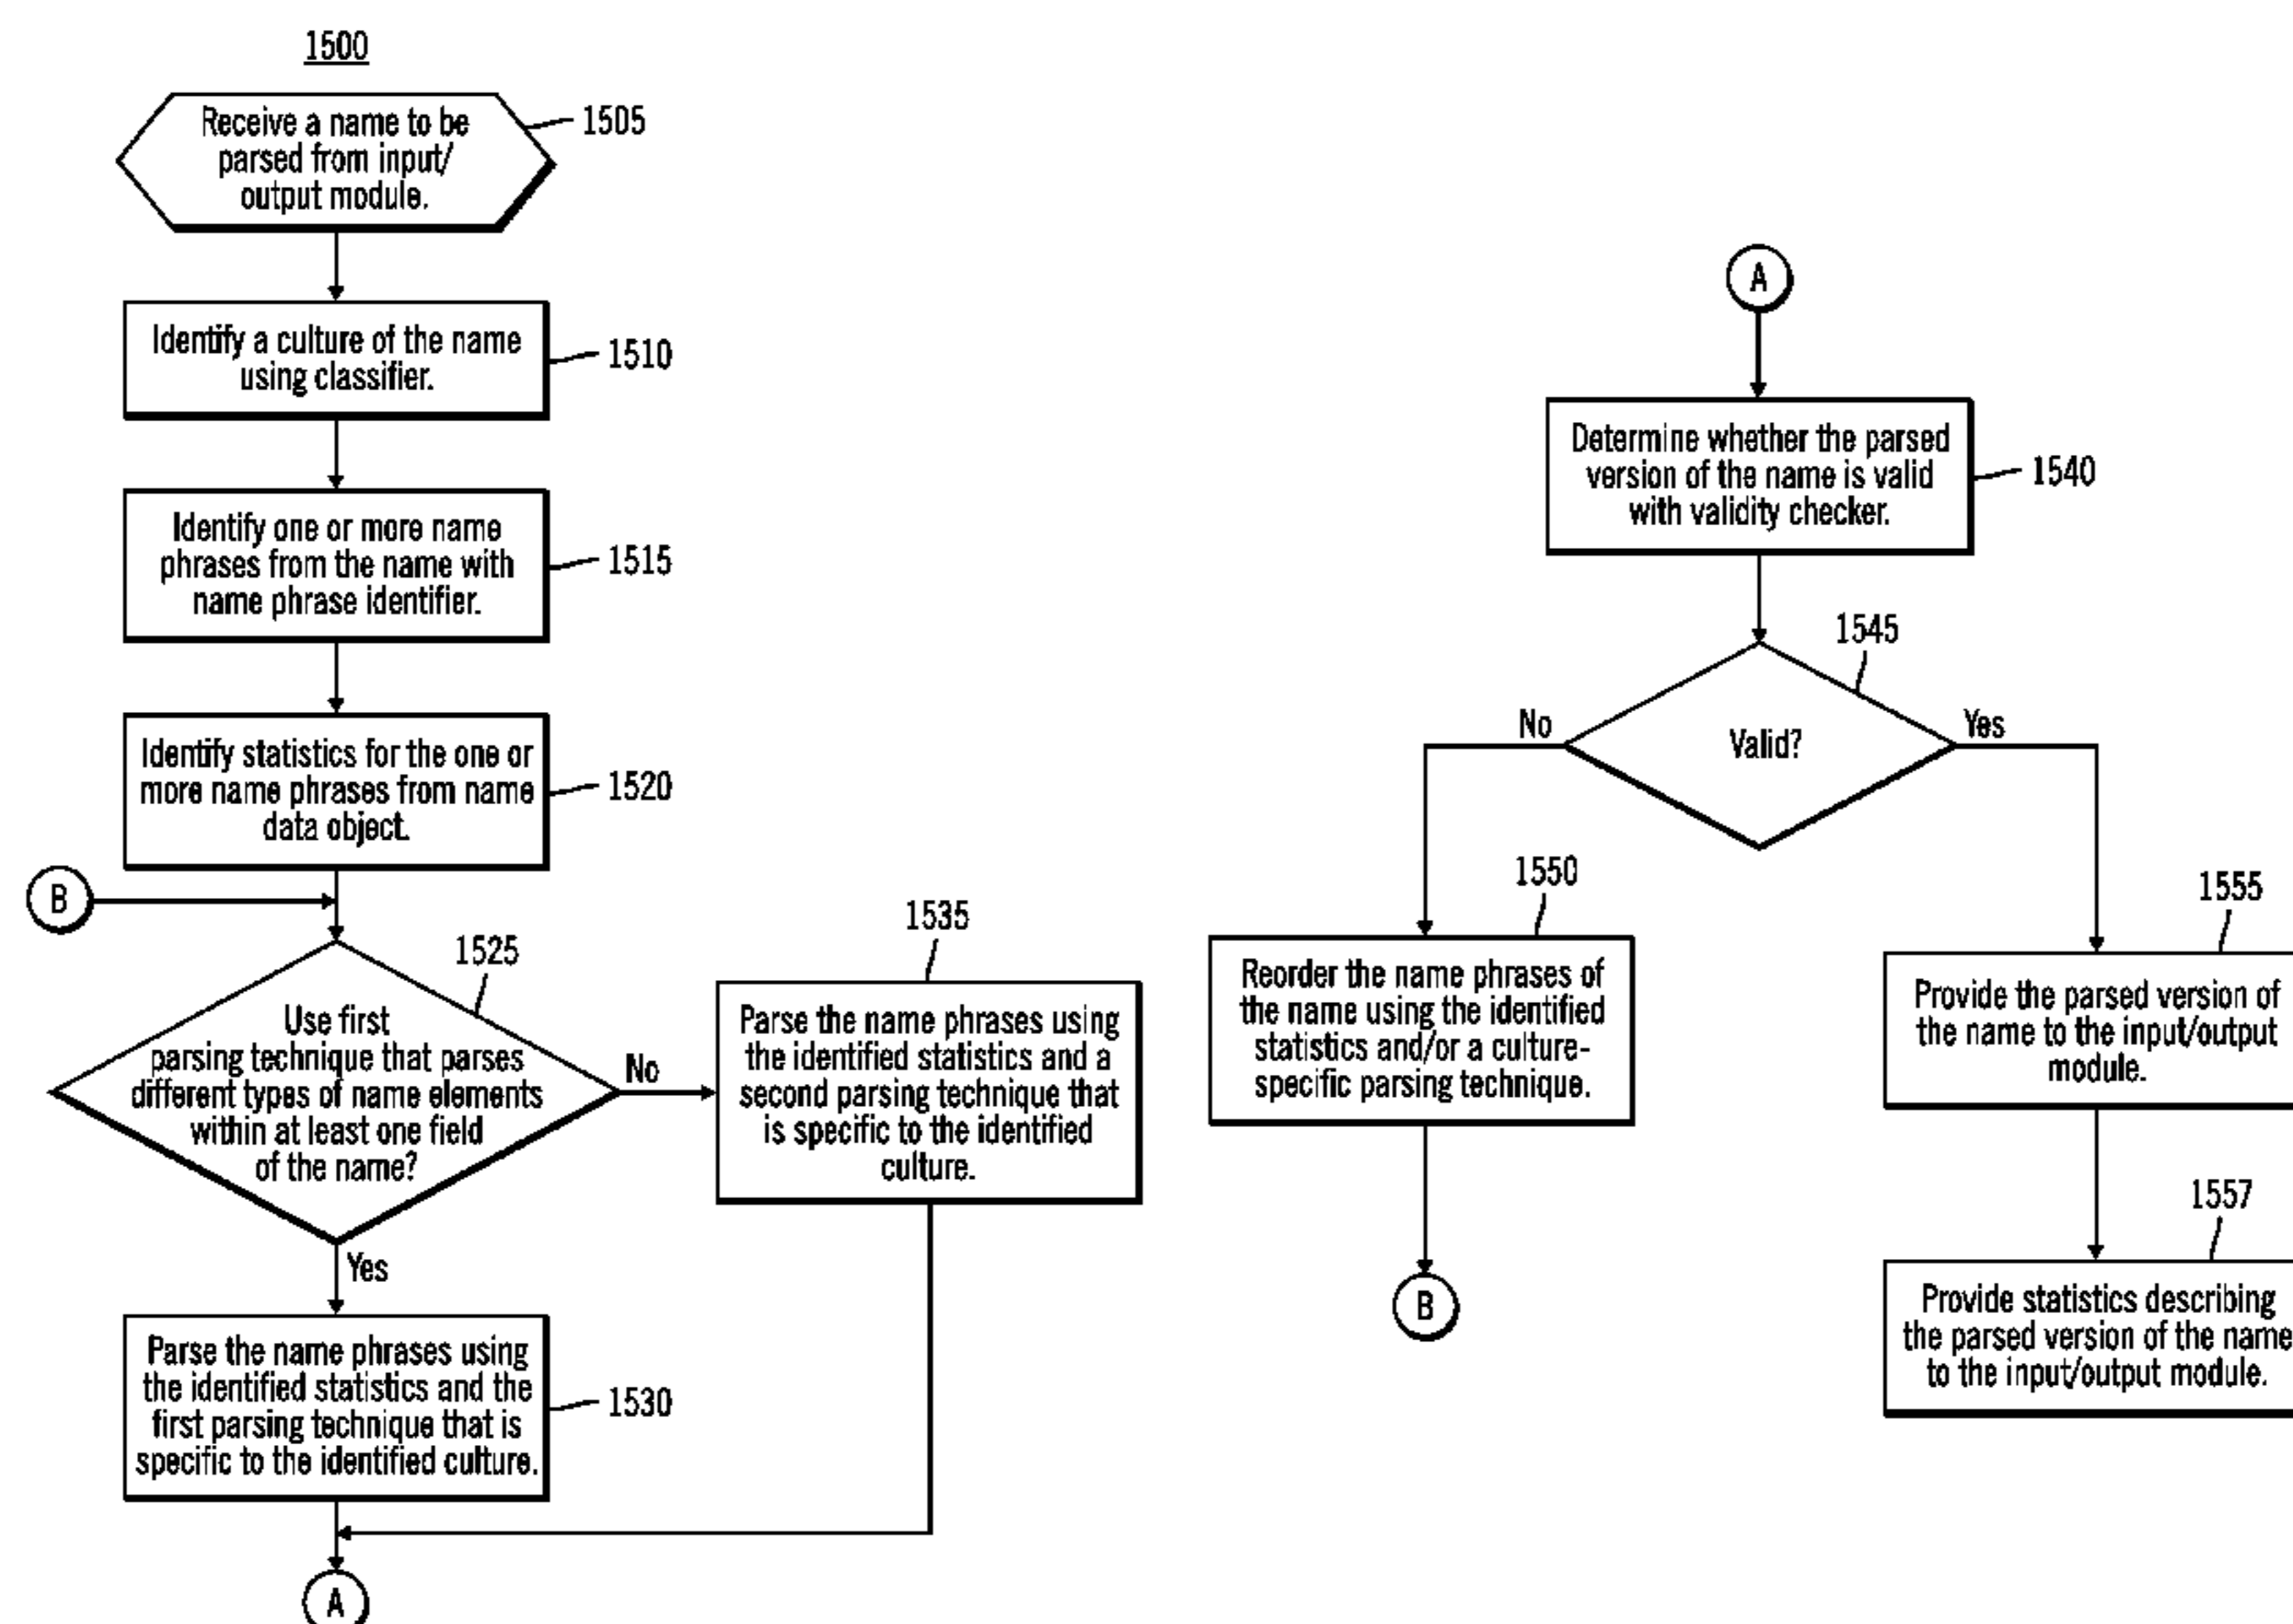 1500
Receive a name to be
parsed from input/
output module.
1505
Identify a culture of the name
using classifier.
1510
Identify one or more name
phrases from the name with
name phrase identifier.
1515
Identify statistics for the one or
more name phrases from name
data object.
1520
B
1525
Use first
parsing technique that parses
different types of name elements
within at least one field
of the name?
No
Yes
1535
Parse the name phrases using
the identified statistics and a
second parsing technique that
is specific to the identified
culture.
Parse the name phrases using
the identified statistics and the
first parsing technique that is
specific to the identified culture.
1530
A
A
Determine whether the parsed
version of the name is valid
with validity checker.
1540
1545
Valid?
No
Yes
1550
Reorder the name phrases of
the name using the identified
statistics and/or a culture-
specific parsing technique.
B
1555
Provide the parsed version of
the name to the input/output
module.
1557
Provide statistics describing
the parsed version of the name
to the input/output module.